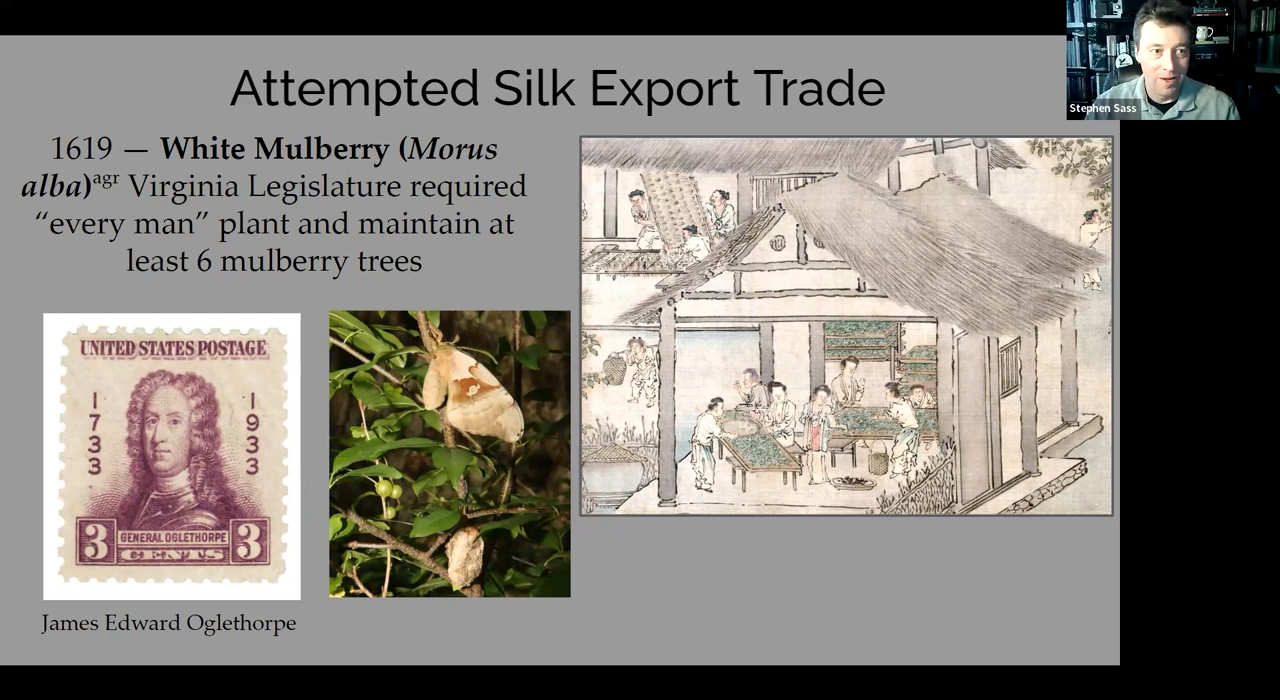 Attempted Silk Export Trade
Stephen Sass
1619 — White Mulberry (Morus
alba)agr Virginia Legislature required
“every man” plant and maintain at
least 6 mulberry trees
UNITED STATES POSTAGE
1733
1933
3
GENERAL OGLETHORPE
CENTS
3
James Edward Oglethorpe